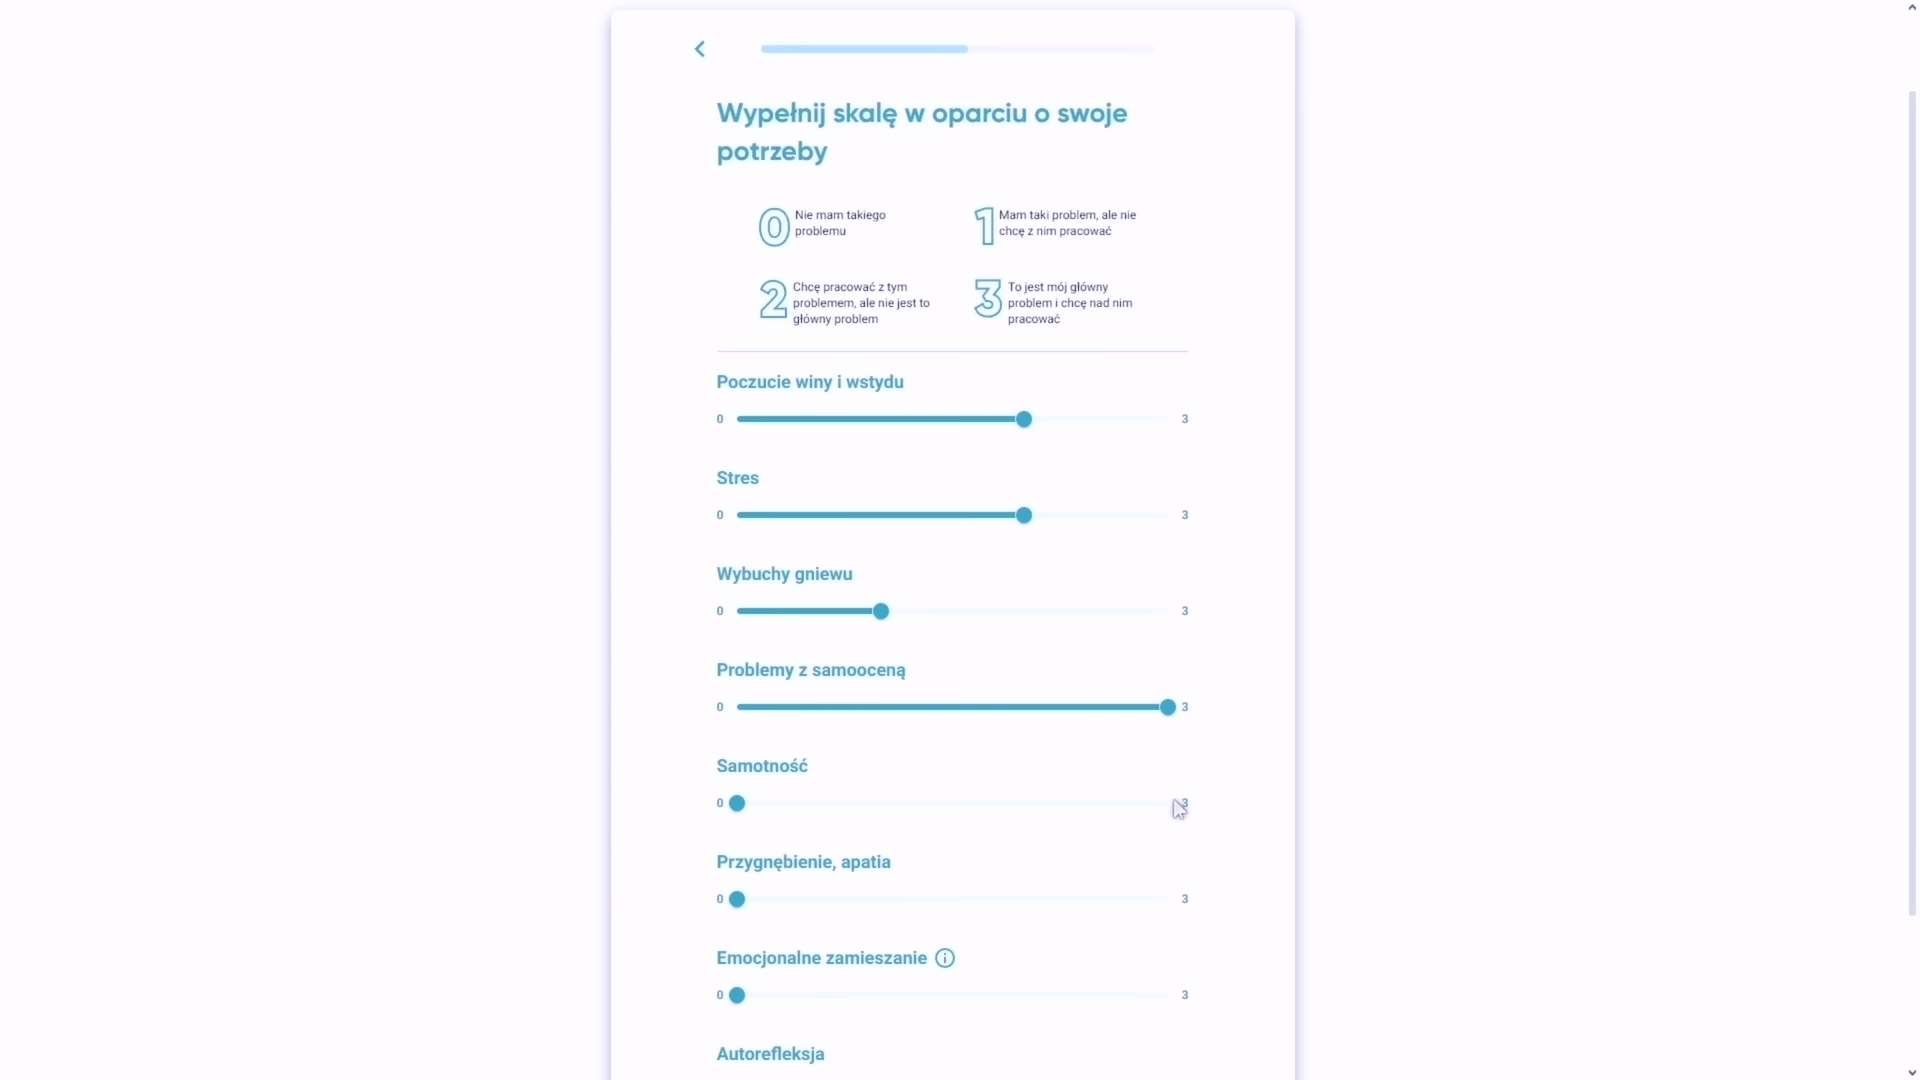 Wypełnij skalę w oparciu o swoje
potrzeby
0 Nie mam takiego
problemu
1 Mam taki problem, ale nie
chcę z nim pracować
2 Chcę pracować z tym
problemem, ale nie jest to
główny problem
3 To jest mój główny
problem i chcę nad nim
pracować
Poczucie winy i wstydu
0 3
Stres
0 3
Wybuchy gniewu
0 3
Problemy z samooceną
0 3
Samotność
0 3
Przygnębienie, apatia
0 3
Emocjonalne zamieszanie
0 3
Autorefleksja